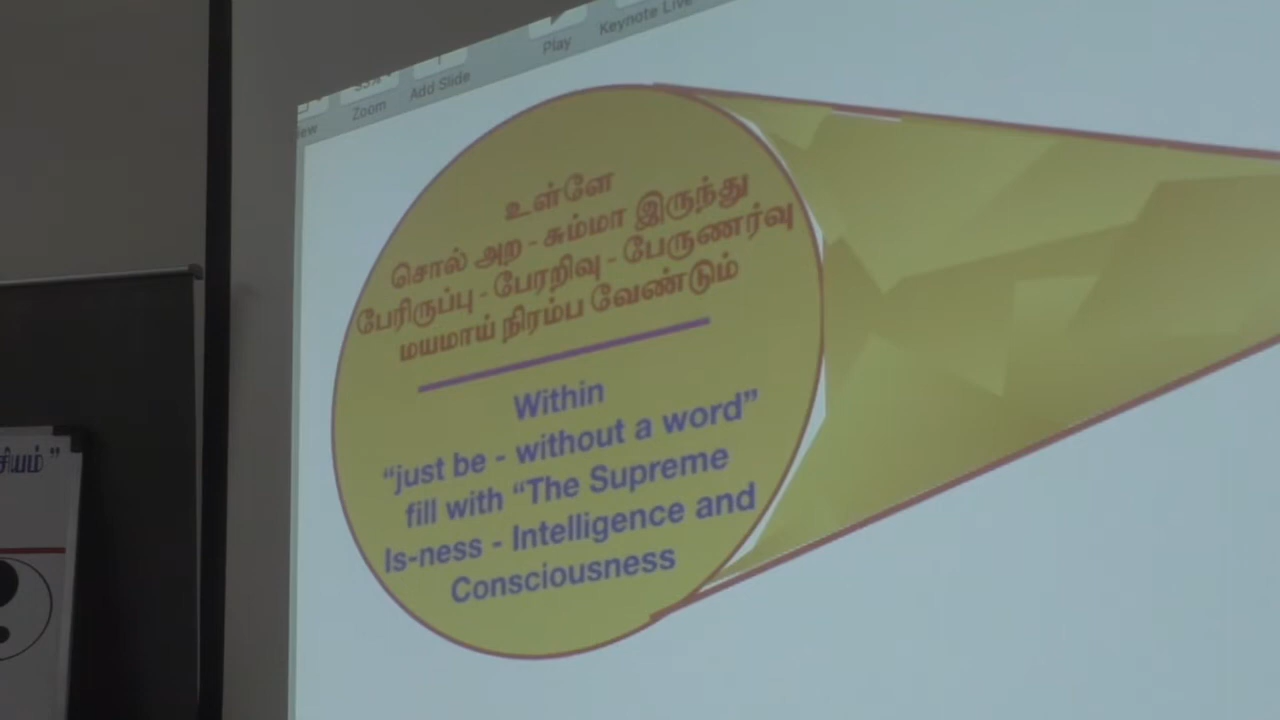 Play
Keynote Live
Zoom
Add Slide
உள்ளே
சொல் அற - சும்மா இருந்து
பேரிருப்பு - பேரறிவு - பேருணர்வு
மயமாய் நிரம்ப வேண்டும்
Within
“just be - without a word”
fill with “The Supreme
Is-ness - Intelligence and
Consciousness